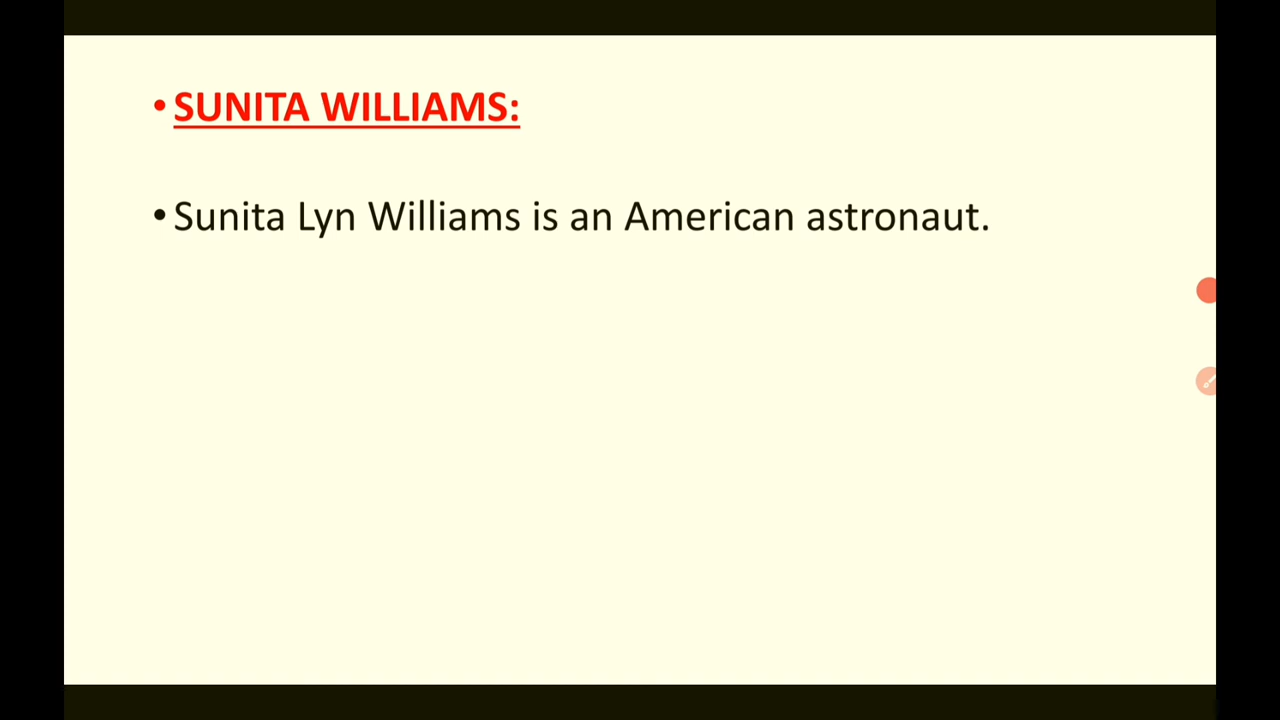 • SUNITA WILLIAMS:
• Sunita Lyn Williams is an American astronaut.